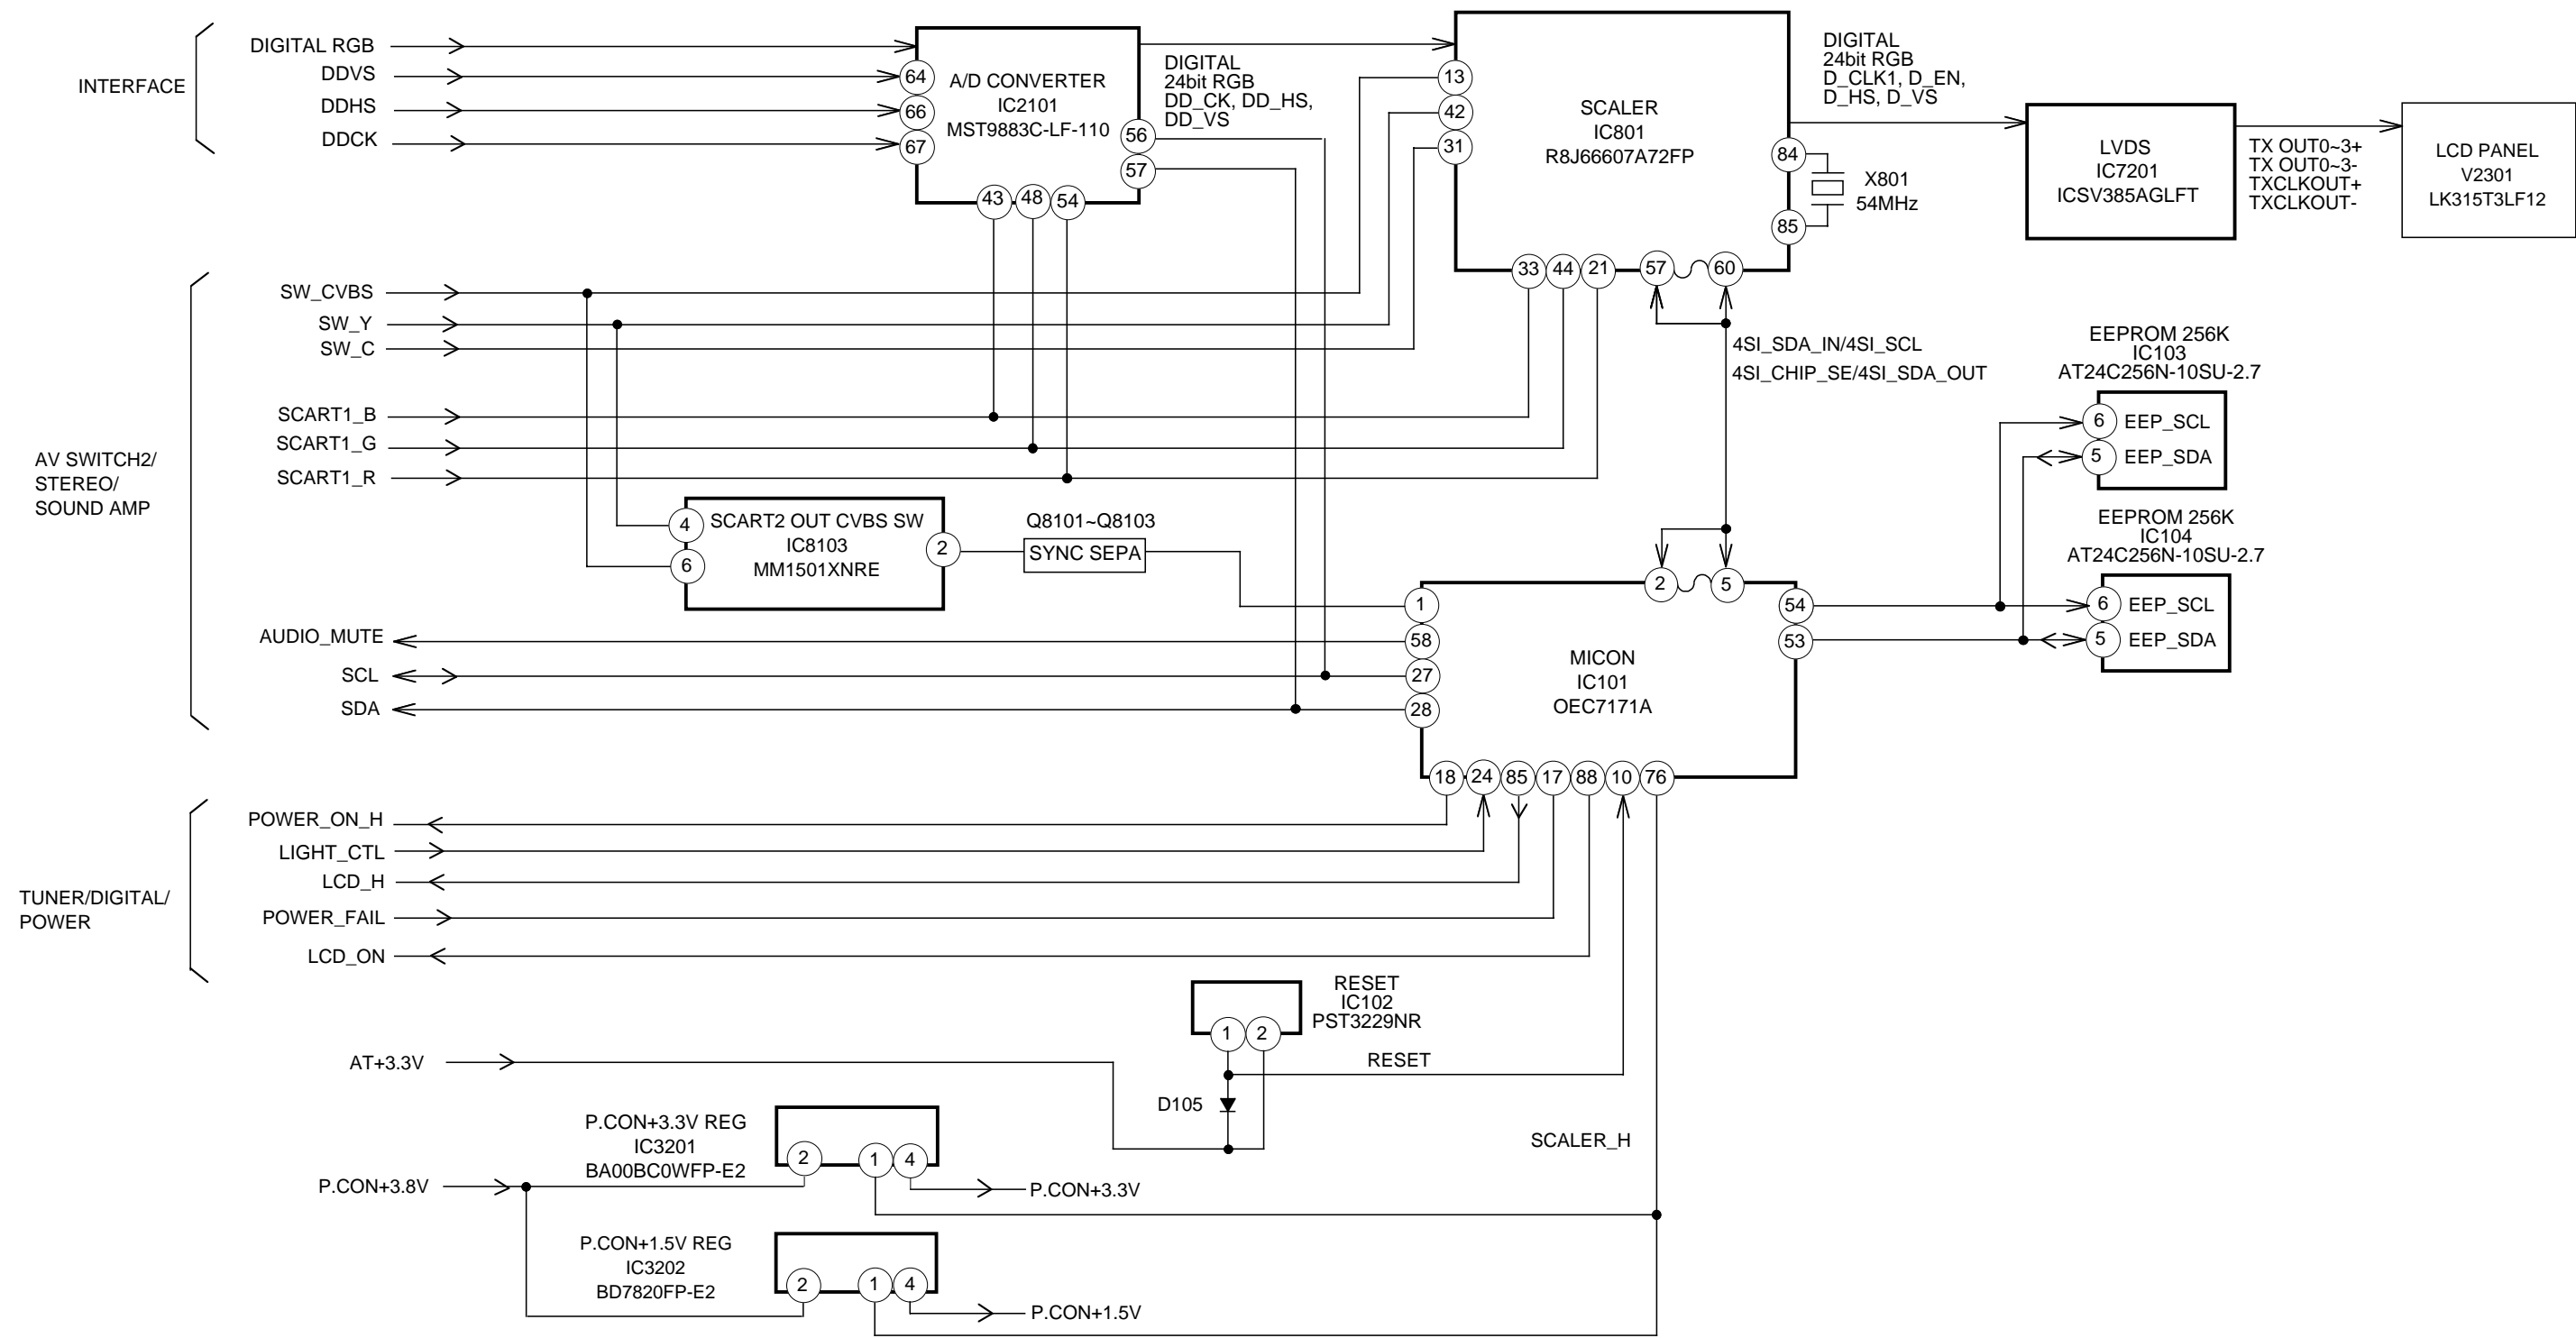 INTERFACE
DIGITAL RGB
DDVS
DDHS
DDCK
64
66
67
A/D CONVERTER
IC2101
MST9883C-LF-110
56
57
43
48
54
DIGITAL
24bit RGB
DD_CK, DD_HS,
DD_VS
13
42
31
SCALER
IC801
R8J66607A72FP
84
85
33
44
21
57
60
X801
54MHz
DIGITAL
24bit RGB
D_CLK1, D_EN,
D_HS, D_VS
LVDS
IC7201
ICSV385AGLFT
TX OUT0~3+
TX OUT0~3-
TXCLKOUT+
TXCLKOUT-
LCD PANEL
V2301
LK315T3LF12
AV SWITCH2/
STEREO/
SOUND AMP
SW_CVBS
SW_Y
SW_C
SCART1_B
SCART1_G
SCART1_R
4
6
SCART2 OUT CVBS SW
IC8103
MM1501XNRE
2
Q8101~Q8103
SYNC SEPA
4SI_SDA_IN/4SI_SCL
4SI_CHIP_SE/4SI_SDA_OUT
EEPROM 256K
IC103
AT24C256N-10SU-2.7
6
EEP_SCL
5
EEP_SDA
EEPROM 256K
IC104
AT24C256N-10SU-2.7
6
EEP_SCL
5
EEP_SDA
AUDIO_MUTE
SCL
SDA
1
58
27
28
2
5
54
53
MICON
IC101
OEC7171A
18
24
85
17
88
10
76
TUNER/DIGITAL/
POWER
POWER_ON_H
LIGHT_CTL
LCD_H
POWER_FAIL
LCD_ON
RESET
IC102
PST3229NR
1
2
RESET
D105
AT+3.3V
SCALER_H
P.CON+3.3V REG
IC3201
BA00BC0WFP-E2
2
1
4
P.CON+3.8V
P.CON+3.3V
P.CON+1.5V REG
IC3202
BD7820FP-E2
2
1
4
P.CON+1.5V